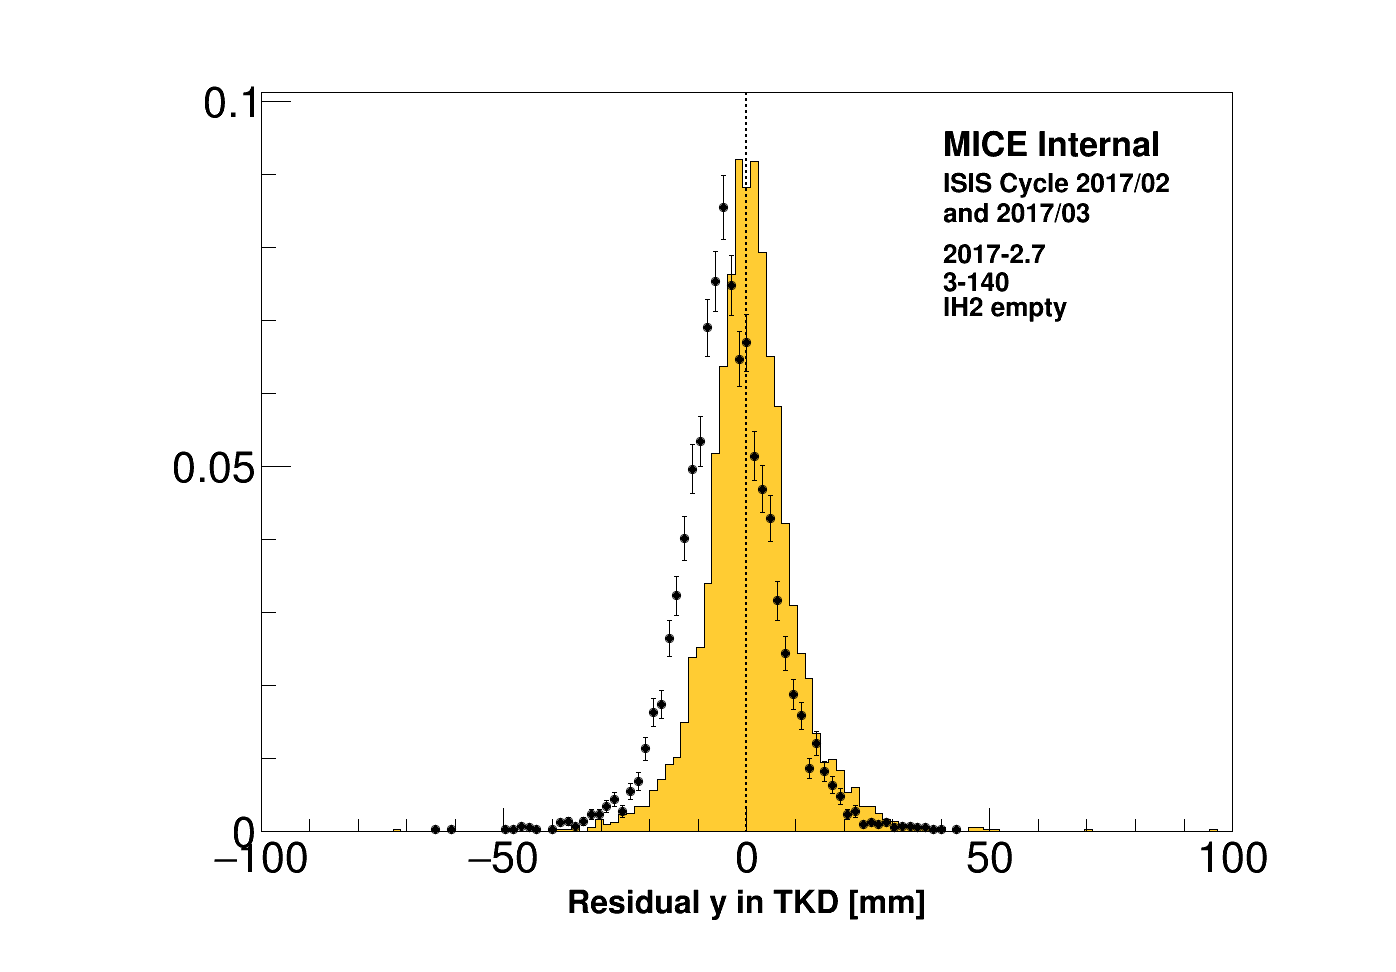 0.1
MICE Internal
ISIS Cycle 2017/02
and 2017/03
2017-2.7
3-140
IH2 empty
0.05
0
−100 −50 0 50 100
Residual y in TKD [mm]